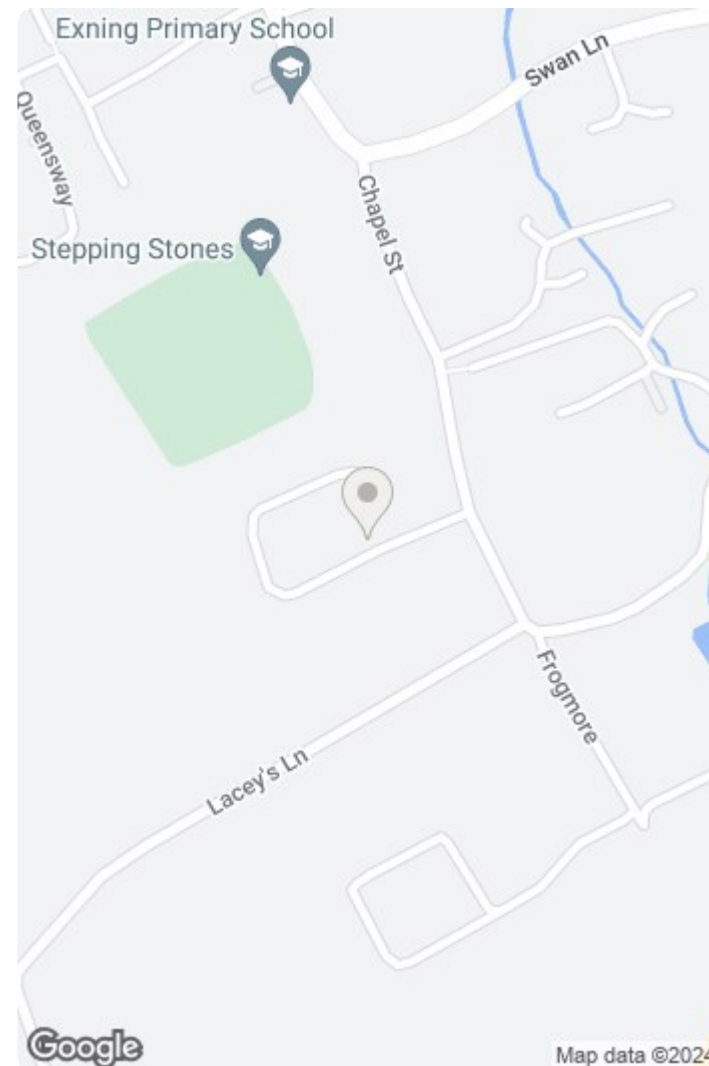 Exning Primary School
Swan Ln
Queensway
Chapel St
Stepping Stones
Frogmore
Lacey's Ln
Google
Map data ©2024